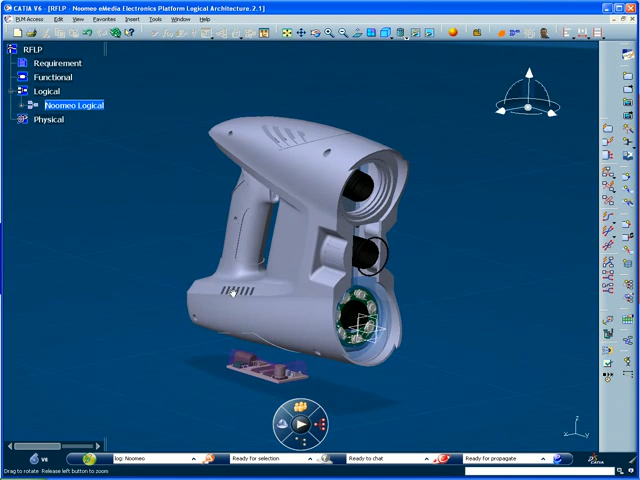 CATIA V6 - [RFLP - Noomeo eMedia Electronics Platform Logical Architecture.2.1]
PLM Access Edit View Favorites Insert Tools Window Help
RFLP
Requirement
Functional
Logical
Noomeo Logical
Physical
z
x
y
V6
log: Noomeo
Ready for selection
Ready to chat
Ready for propagate
CATIA
Drag to rotate. Release left button to zoom